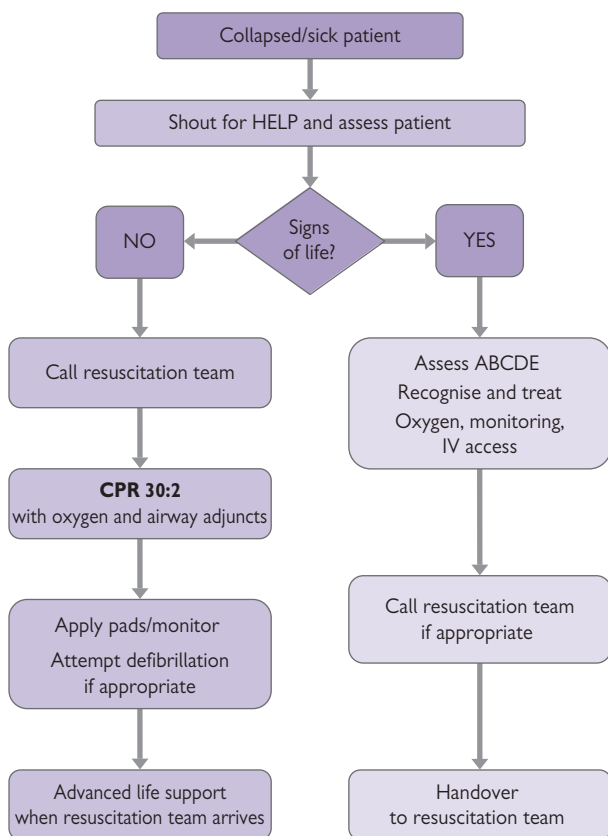 Collapsed/sick patient
Shout for HELP and assess patient
Signs
of life?
NO
YES
Call resuscitation team
CPR 30:2
with oxygen and airway adjuncts
Apply pads/monitor
Attempt defibrillation
if appropriate
Advanced life support
when resuscitation team arrives
Assess ABCDE
Recognise and treat
Oxygen, monitoring,
IV access
Call resuscitation team
if appropriate
Handover
to resuscitation team